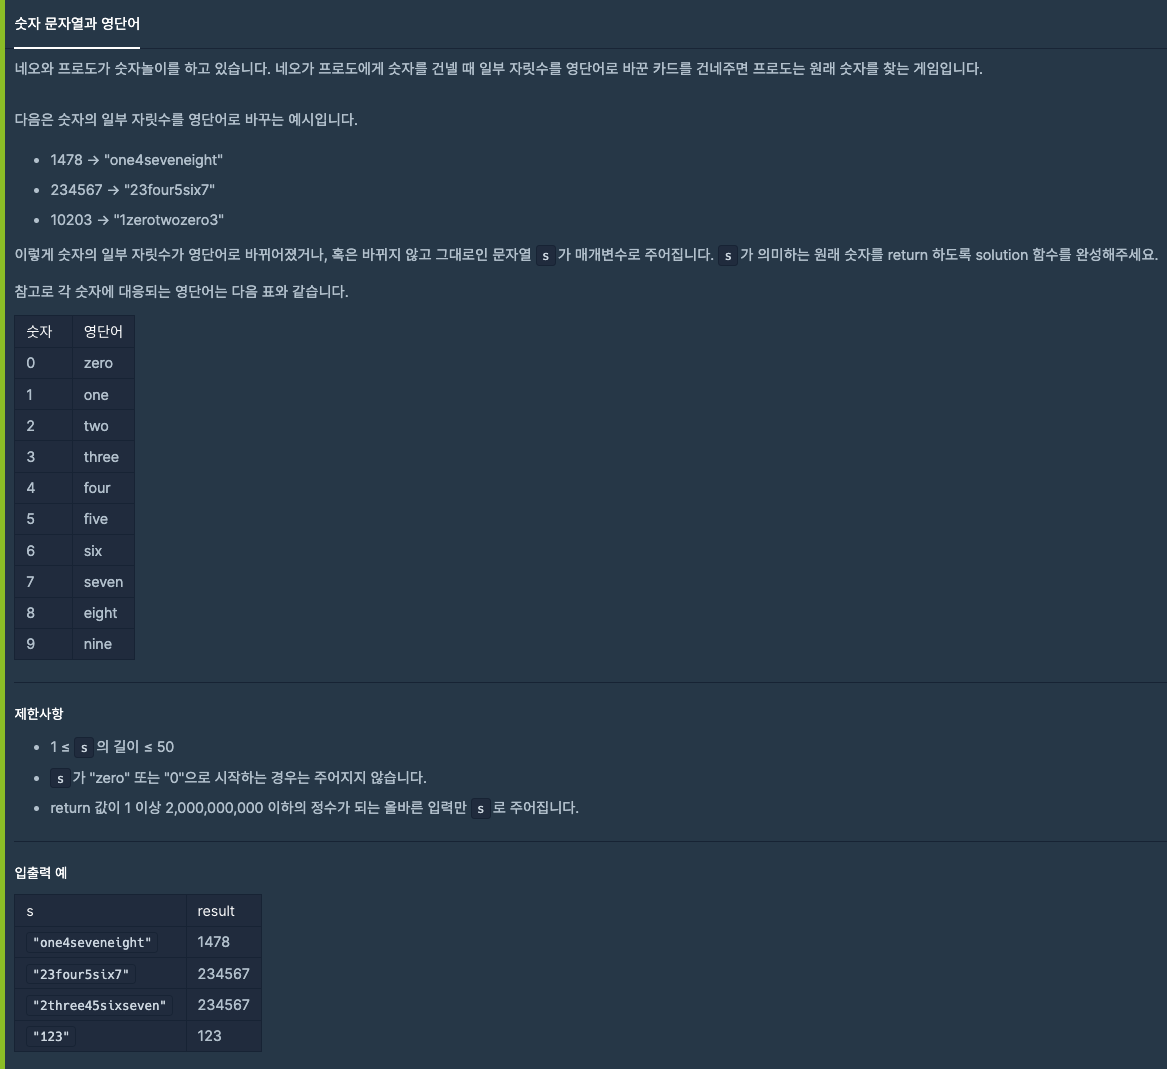 숫자 문자열과 영단어
네오와 프로도가 숫자놀이를 하고 있습니다. 네오가 프로도에게 숫자를 건넬 때 일부 자릿수를 영단어로 바꾼 카드를 건네주면 프로도는 원래 숫자를 찾는 게임입니다.
다음은 숫자의 일부 자릿수를 영단어로 바꾸는 예시입니다.
• 1478 → "one4seveneight"
• 234567 → "23four5six7"
• 10203 → "1zerotwozero3"
이렇게 숫자의 일부 자릿수가 영단어로 바뀌어졌거나, 혹은 바뀌지 않고 그대로인 문자열 s 가 매개변수로 주어집니다. s 가 의미하는 원래 숫자를 return 하도록 solution 함수를 완성해주세요.
참고로 각 숫자에 대응되는 영단어는 다음 표와 같습니다.
숫자 영단어
0 zero
1 one
2 two
3 three
4 four
5 five
6 six
7 seven
8 eight
9 nine
제한사항
• 1 ≤ s 의 길이 ≤ 50
• s 가 "zero" 또는 "0"으로 시작하는 경우는 주어지지 않습니다.
• return 값이 1 이상 2,000,000,000 이하의 정수가 되는 올바른 입력만 s 로 주어집니다.
입출력 예
s result
"one4seveneight" 1478
"23four5six7" 234567
"2three45sixseven" 234567
"123" 123